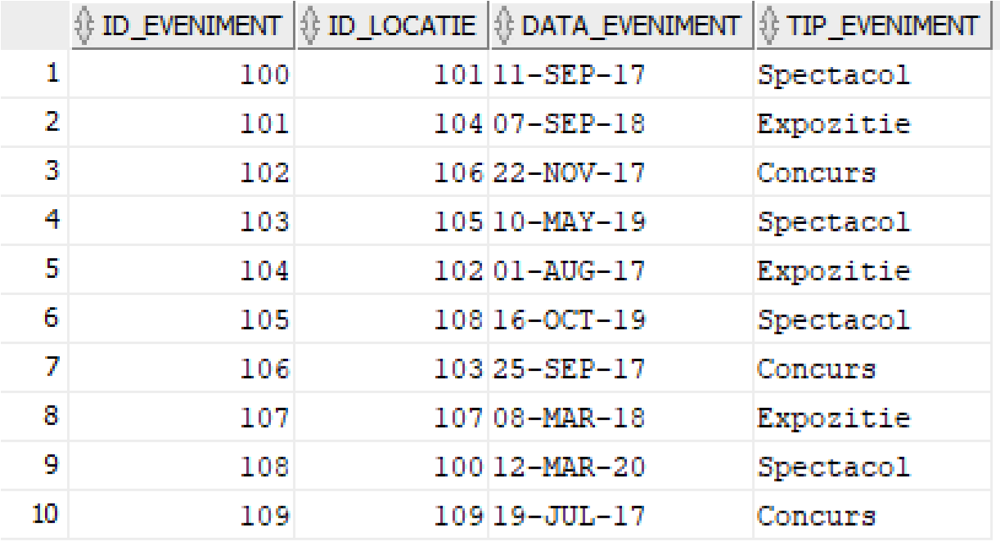 ID_EVENIMENT ID_LOCATIE DATA_EVENIMENT TIP_EVENIMENT
1 100 101 11-SEP-17 Spectacol
2 101 104 07-SEP-18 Expozitie
3 102 106 22-NOV-17 Concurs
4 103 105 10-MAY-19 Spectacol
5 104 102 01-AUG-17 Expozitie
6 105 108 16-OCT-19 Spectacol
7 106 103 25-SEP-17 Concurs
8 107 107 08-MAR-18 Expozitie
9 108 100 12-MAR-20 Spectacol
10 109 109 19-JUL-17 Concurs